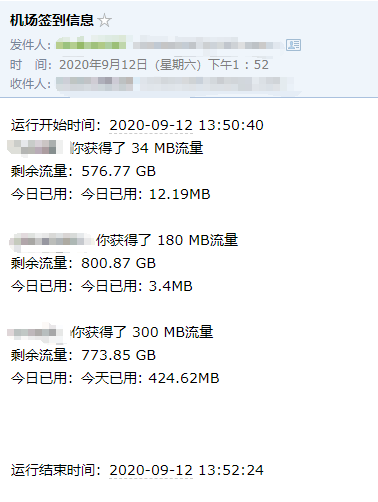 机场签到信息☆
发件人：
时　间：2020年9月12日（星期六）下午1：52
收件人：
运行开始时间：2020-09-12 13:50:40
你获得了 34 MB流量
剩余流量：576.77 GB
今日已用：今日已用: 12.19MB
你获得了 180 MB流量
剩余流量：800.87 GB
今日已用：今日已用: 3.4MB
你获得了 300 MB流量
剩余流量：773.85 GB
今日已用：今天已用: 424.62MB
运行结束时间：2020-09-12 13:52:24